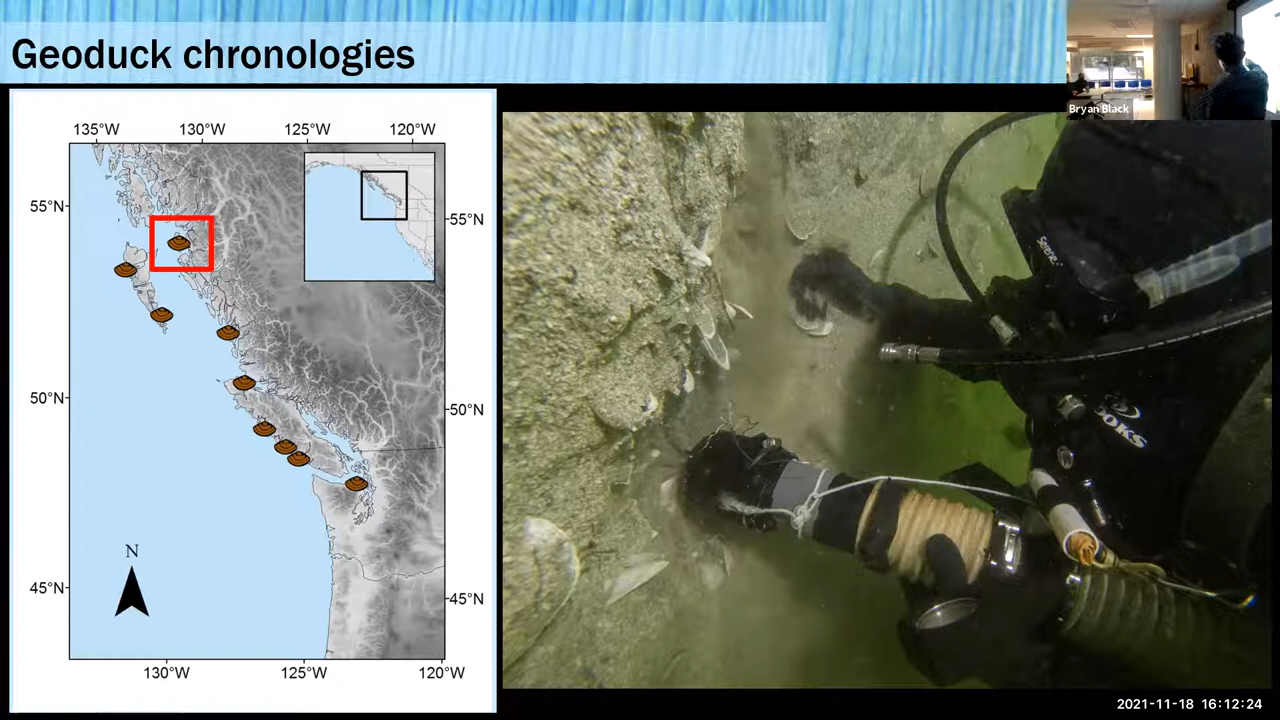 Geoduck chronologies
Bryan Black
135°W 130°W 125°W 120°W
55°N
55°N
50°N
50°N
45°N
45°N
N
130°W 125°W 120°W
2021-11-18 16:12:24